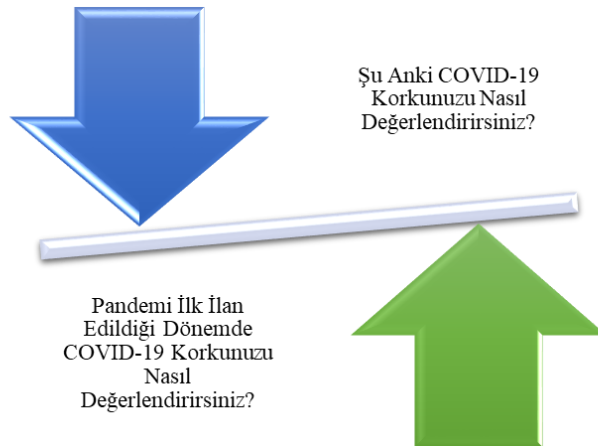 Şu Anki COVID-19
Korkunuzu Nasıl
Değerlendirirsiniz?
Pandemi İlk İlan
Edildiği Dönemde
COVID-19 Korkunuzu
Nasıl
Değerlendirirsiniz?